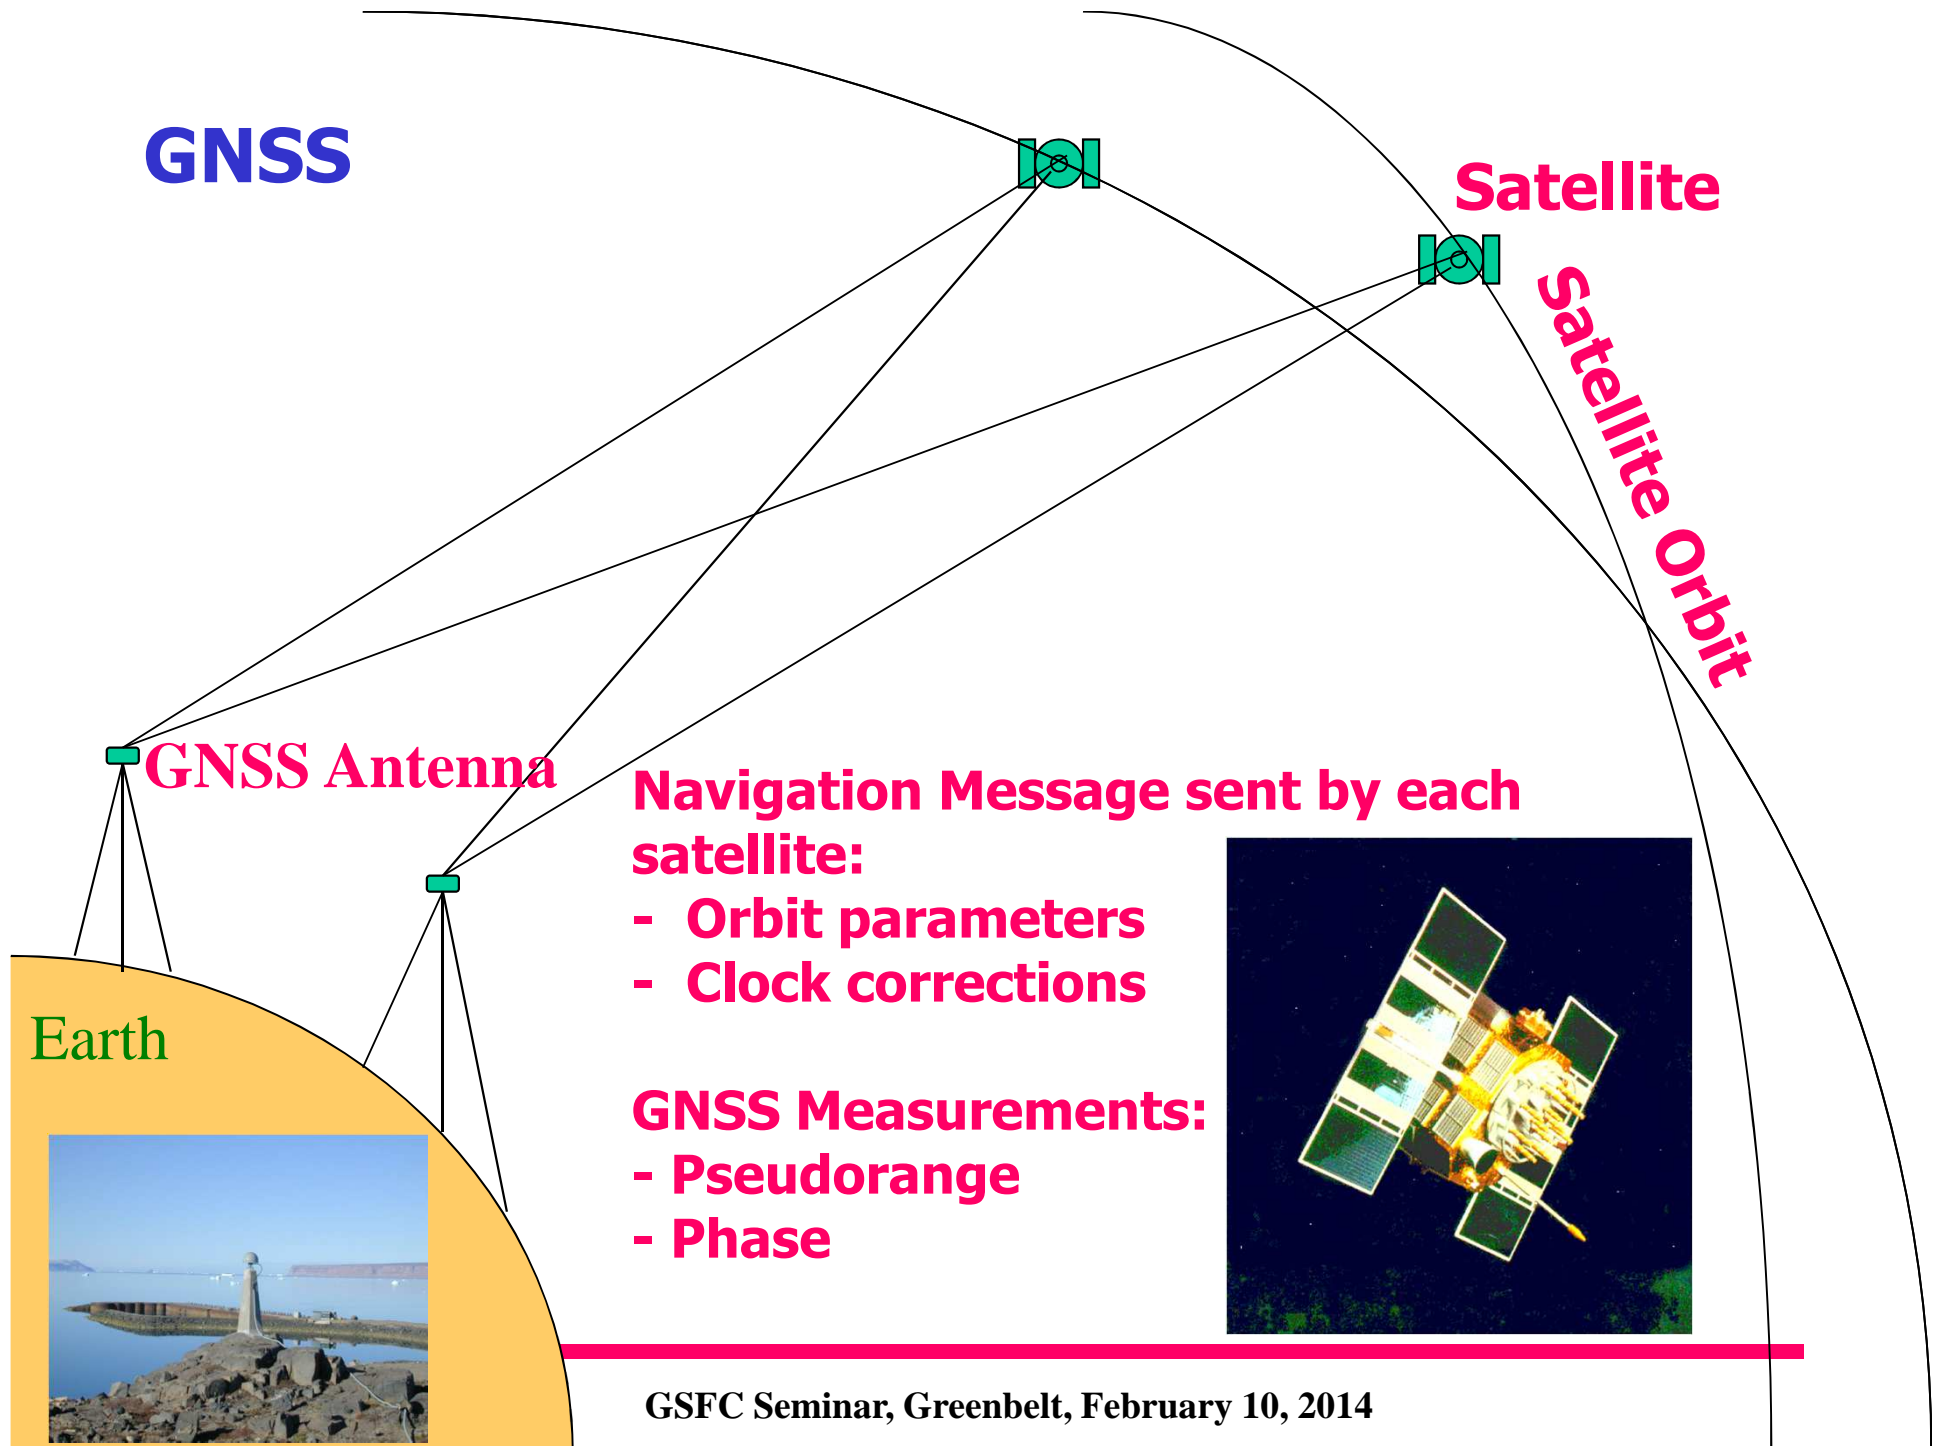 GNSS
Satellite
Satellite Orbit
GNSS Antenna
Navigation Message sent by each
satellite:
- Orbit parameters
- Clock corrections
Earth
GNSS Measurements:
- Pseudorange
- Phase
GSFC Seminar, Greenbelt, February 10, 2014